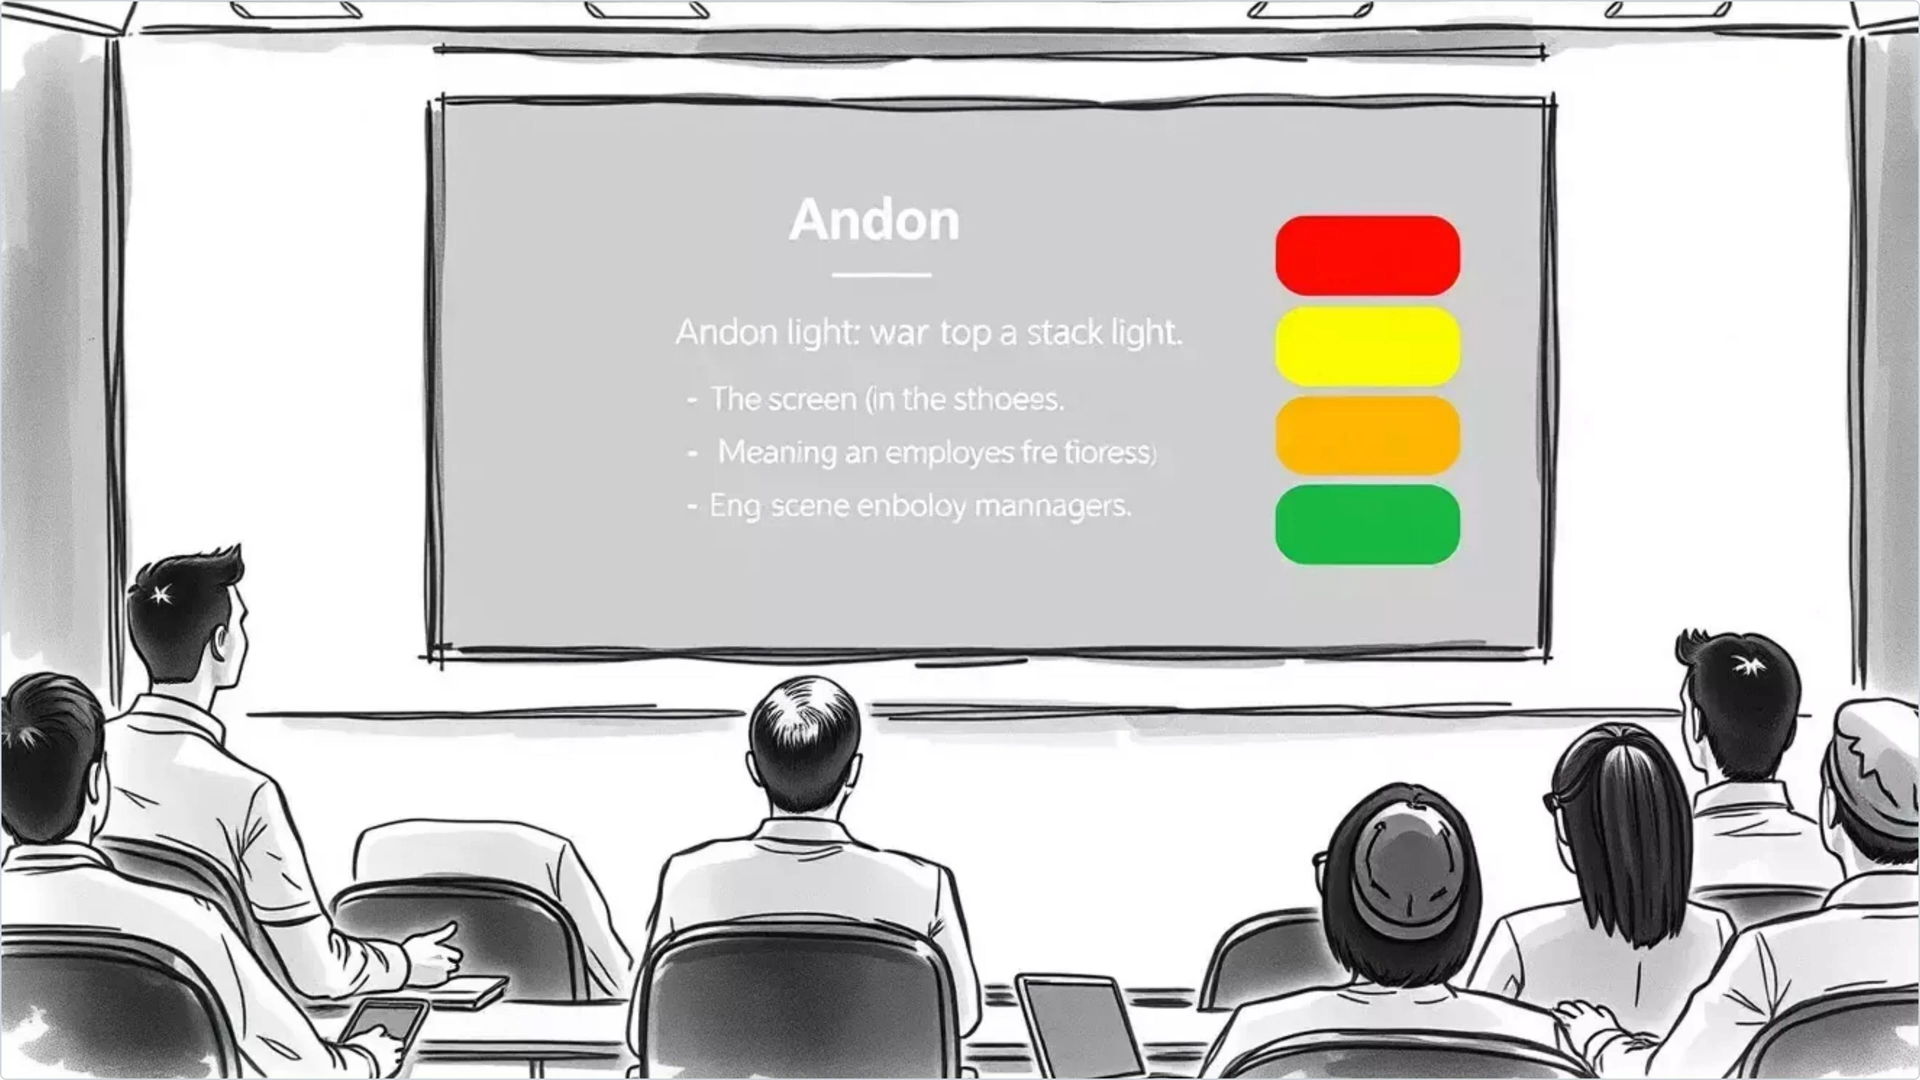 Andon
Andon light: war top a stack light.
- The screen (in the sthoees.
- Meaning an employes fre tioress)
- Eng scene enboloy mannagers.